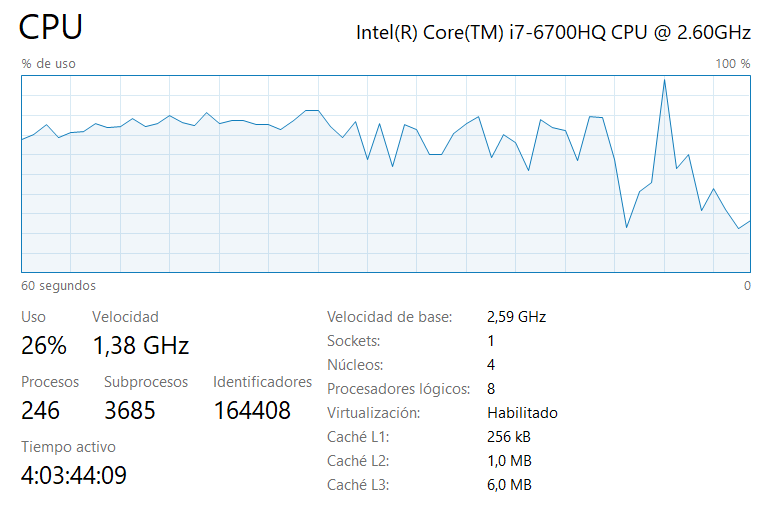 CPU
Intel(R) Core(TM) i7-6700HQ CPU @ 2.60GHz
% de uso
100 %
60 segundos
0
Uso
Velocidad
26%
1,38 GHz
Procesos
Subprocesos
Identificadores
246
3685
164408
Tiempo activo
4:03:44:09
Velocidad de base: 2,59 GHz
Sockets: 1
Núcleos: 4
Procesadores lógicos: 8
Virtualización: Habilitado
Caché L1: 256 kB
Caché L2: 1,0 MB
Caché L3: 6,0 MB